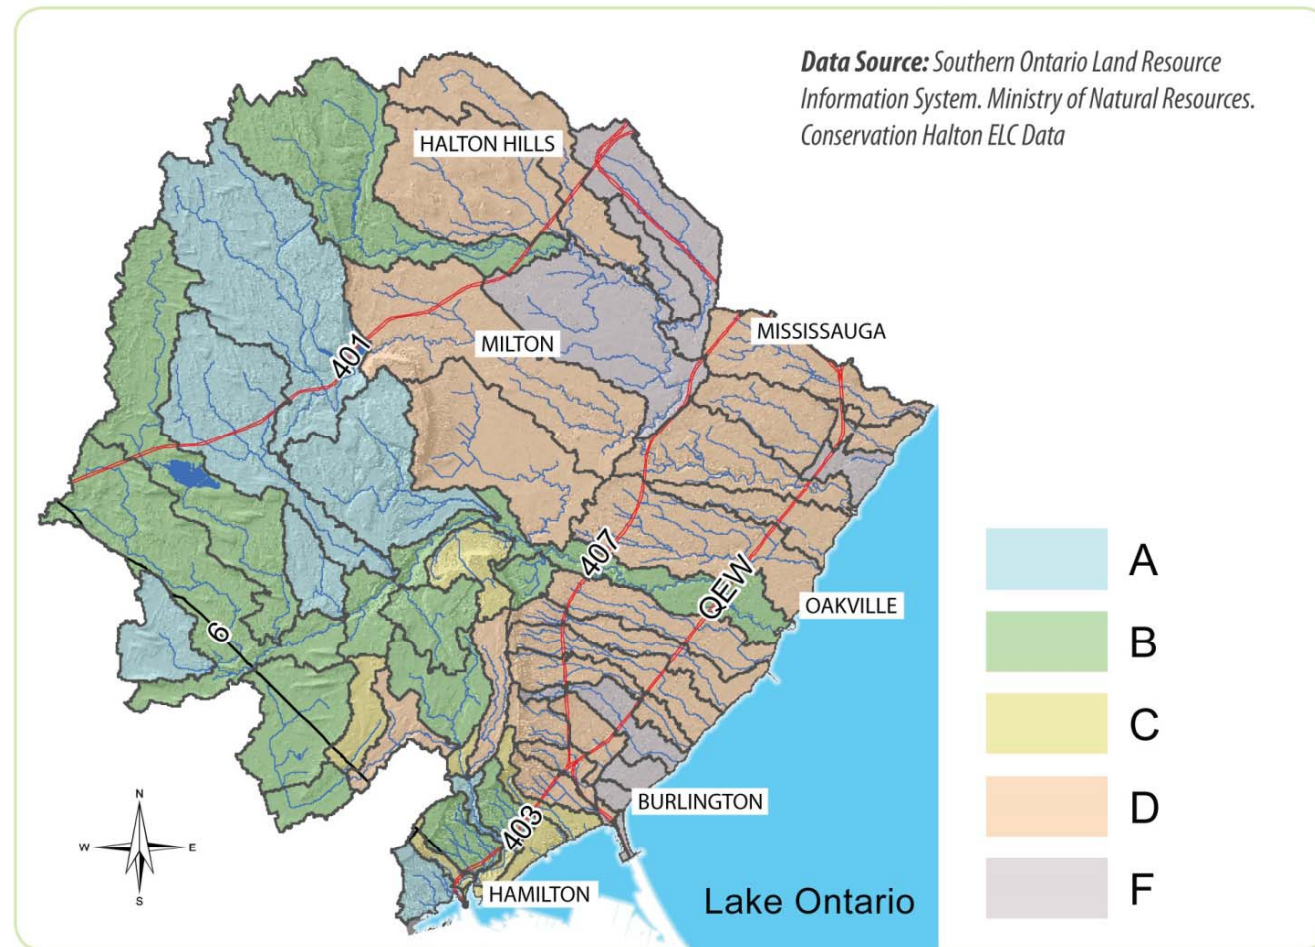 Data Source: Southern Ontario Land Resource
Information System. Ministry of Natural Resources.
Conservation Halton ELC Data
HALTON HILLS
MISSISSAUGA
MILTON
401
407
QEW
OAKVILLE
6
BURLINGTON
403
HAMILTON
Lake Ontario
N
W
E
S
A
B
C
D
F